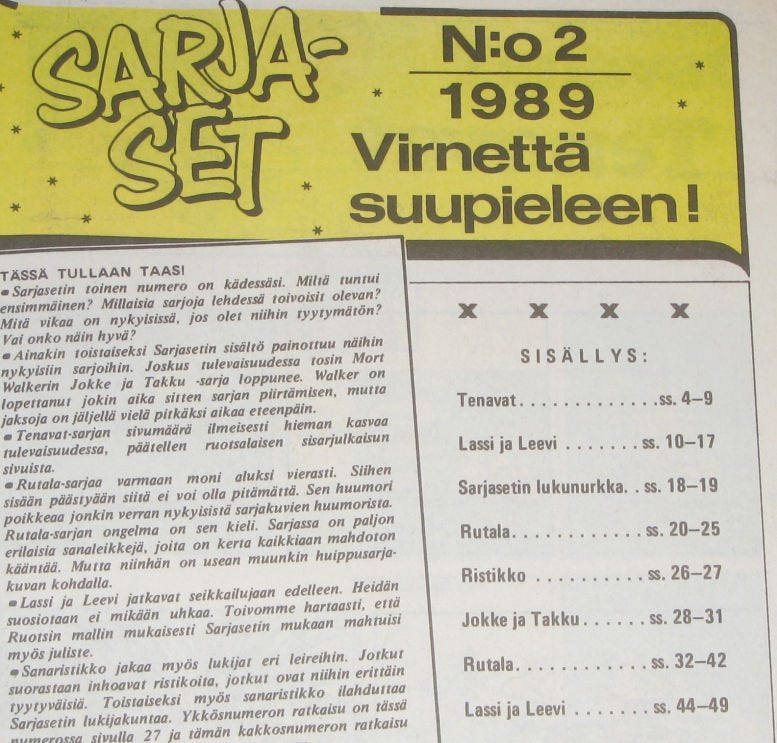 SARJA-
SET
N:o 2
1989
Virnettä
suupieleen!
TÄSSÄ TULLAAN TAAS!
Sarjasetin toinen numero on kädessäsi. Miltä tuntui
ensimmäinen? Millaisia sarjoja lehdessä toivoisit olevan?
Mitä vikaa on nykyisissä, jos olet niihin tyytymätön?
Vai onko näin hyvä?
Ainakin toistaiseksi Sarjasetin sisältö painottuu näihin
nykyisiin sarjoihin. Joskus tulevaisuudessa tosin Mort
Walkerin Jokke ja Takku -sarja loppunee. Walker on
lopettanut jokin aika sitten sarjan piirtämisen, mutta
jaksoja on jäljellä vielä pitkäksi aikaa eteenpäin.
Tenavat-sarjan sivumäärä ilmeisesti hieman kasvaa
tulevaisuudessa, päätellen ruotsalaisen sisarjulkaisun
sivuista.
Rutala-sarjaa varmaan moni aluksi vierasti. Siihen
sisään päästyään siitä ei voi olla pitämättä. Sen huumori
poikkeaa jonkin verran nykyisistä sarjakuvien huumorista.
Rutala-sarjan ongelma on sen kieli. Sarjassa on paljon
erilaisia sanaleikkejä, joita on kerta kaikkiaan mahdoton
kääntää. Mutta niinhän on usean muunkin huippusarja-
kuvan kohdalla.
Lassi ja Leevi jatkavat seikkailujaan edelleen. Heidän
suosiotaan ei mikään uhkaa. Toivomme hartaasti, että
Ruotsin mallin mukaisesti Sarjasetin mukaan mahtuisi
myös juliste.
Sanaristikko jakaa myös lukijat eri leireihin. Jotkut
suorastaan inhoavat ristikoita, jotkut ovat niihin erittäin
tyytyväisiä. Toistaiseksi myös sanaristikko ilahduttaa
Sarjasetin lukijakuntaa. Ykkösnumeron ratkaisu on tässä
numerossa sivulla 27 ja tämän kakkosnumeron ratkaisu
X X X X
SISÄLLYS:
Tenavat. . . . . . . . . . . . .ss. 4–9
Lassi ja Leevi . . . . . . . ss. 10–17
Sarjasetin lukunurkka. . ss. 18–19
Rutala. . . . . . . . . . . . ss. 20–25
Ristikko . . . . . . . . . . ss. 26–27
Jokke ja Takku . . . . . . ss. 28–31
Rutala. . . . . . . . . . . . ss. 32–42
Lassi ja Leevi . . . . . . . ss. 44–49